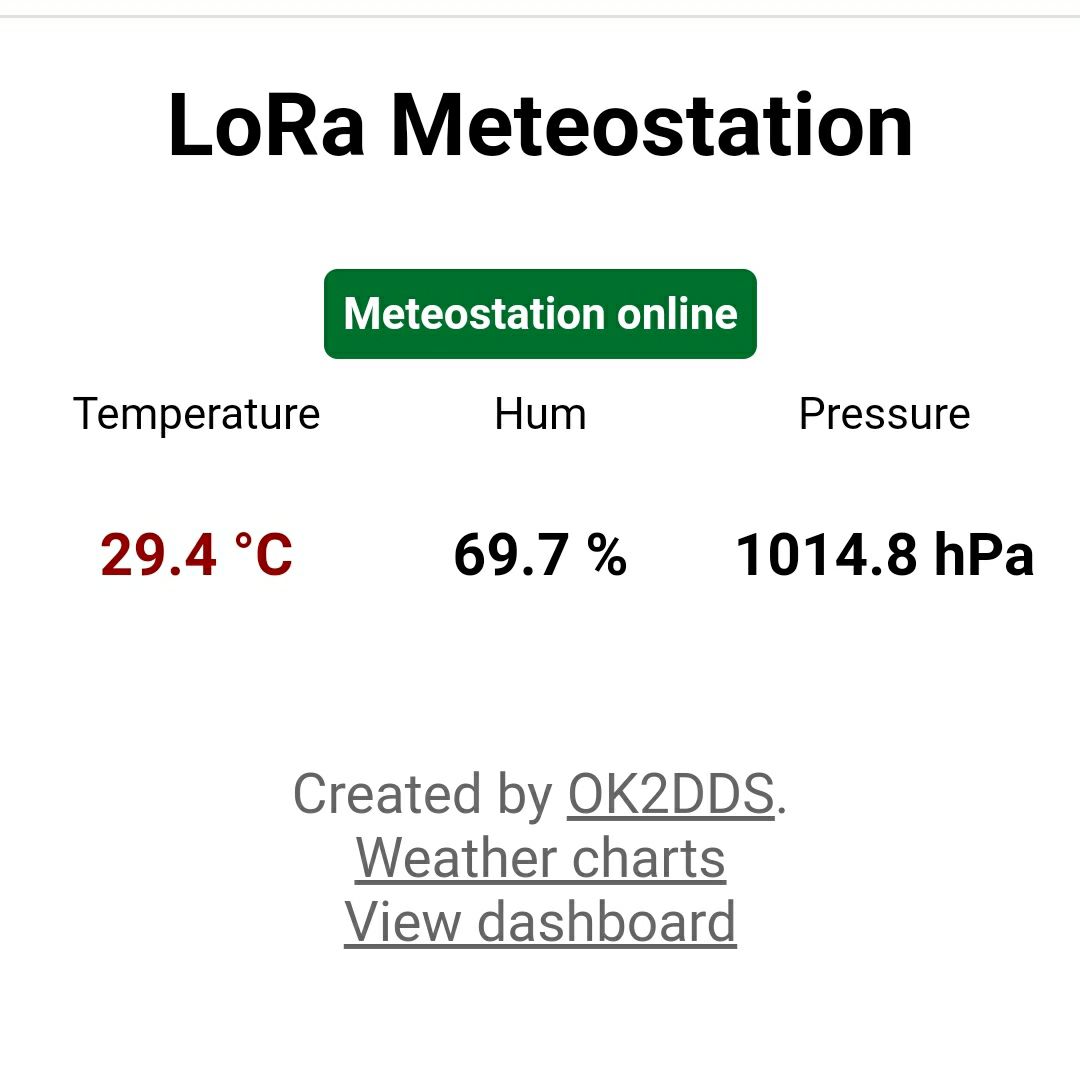 LoRa Meteostation
Meteostation online
Temperature Hum Pressure
29.4 °C 69.7 % 1014.8 hPa
Created by OK2DDS.
Weather charts
View dashboard